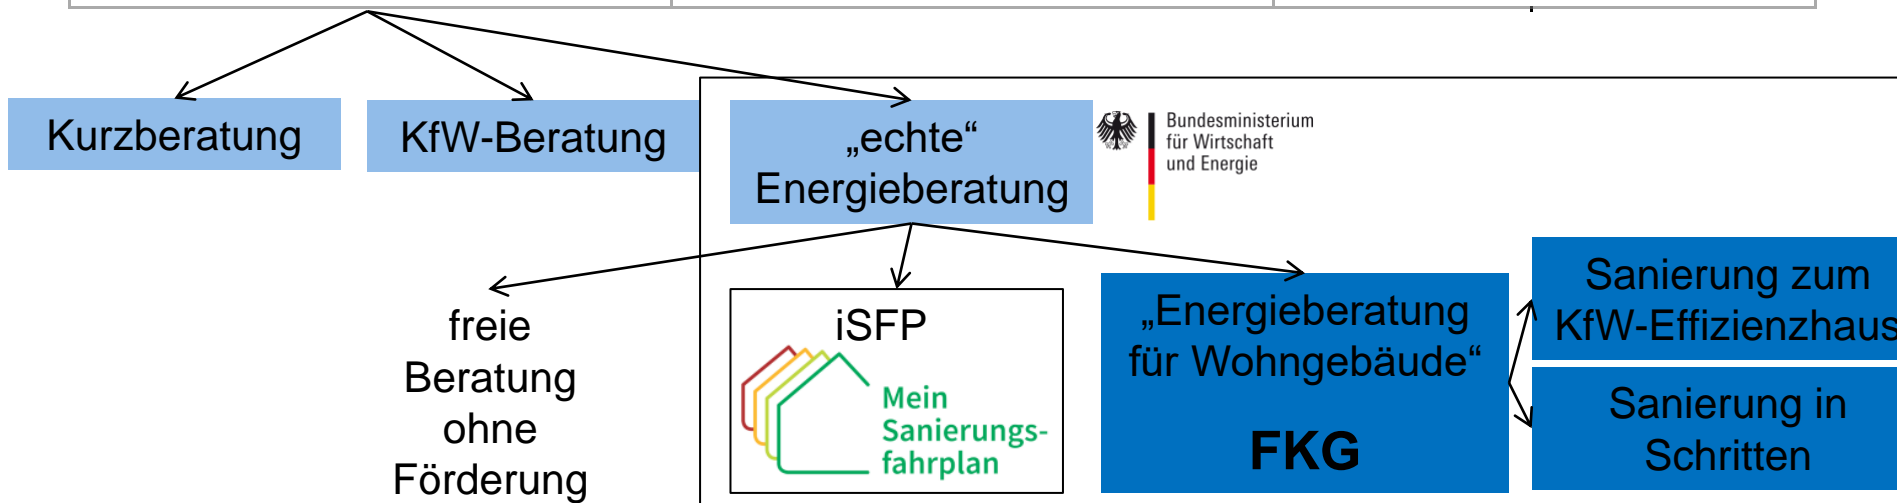 Kurzberatung
KfW-Beratung
„echte“
Energieberatung
Bundesministerium
für Wirtschaft
und Energie
freie
Beratung
ohne
Förderung
iSFP
Mein
Sanierungs-
fahrplan
„Energieberatung
für Wohngebäude“
FKG
Sanierung zum
KfW-Effizienzhaus
Sanierung in
Schritten